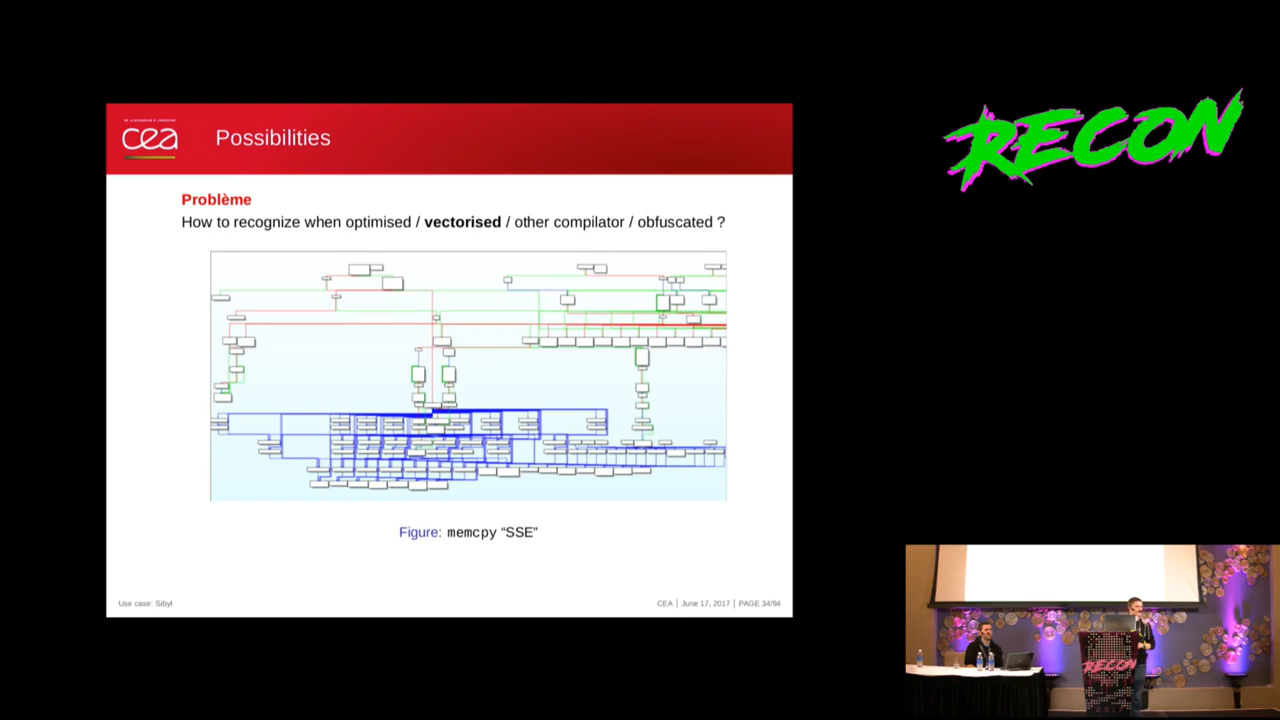 cea
Possibilities
RECON
Problème
How to recognize when optimised / vectorised / other compilator / obfuscated ?
Figure: memcpy “SSE”
Use case: Sibyl
CEA | June 17, 2017 | PAGE 34/94
RECON